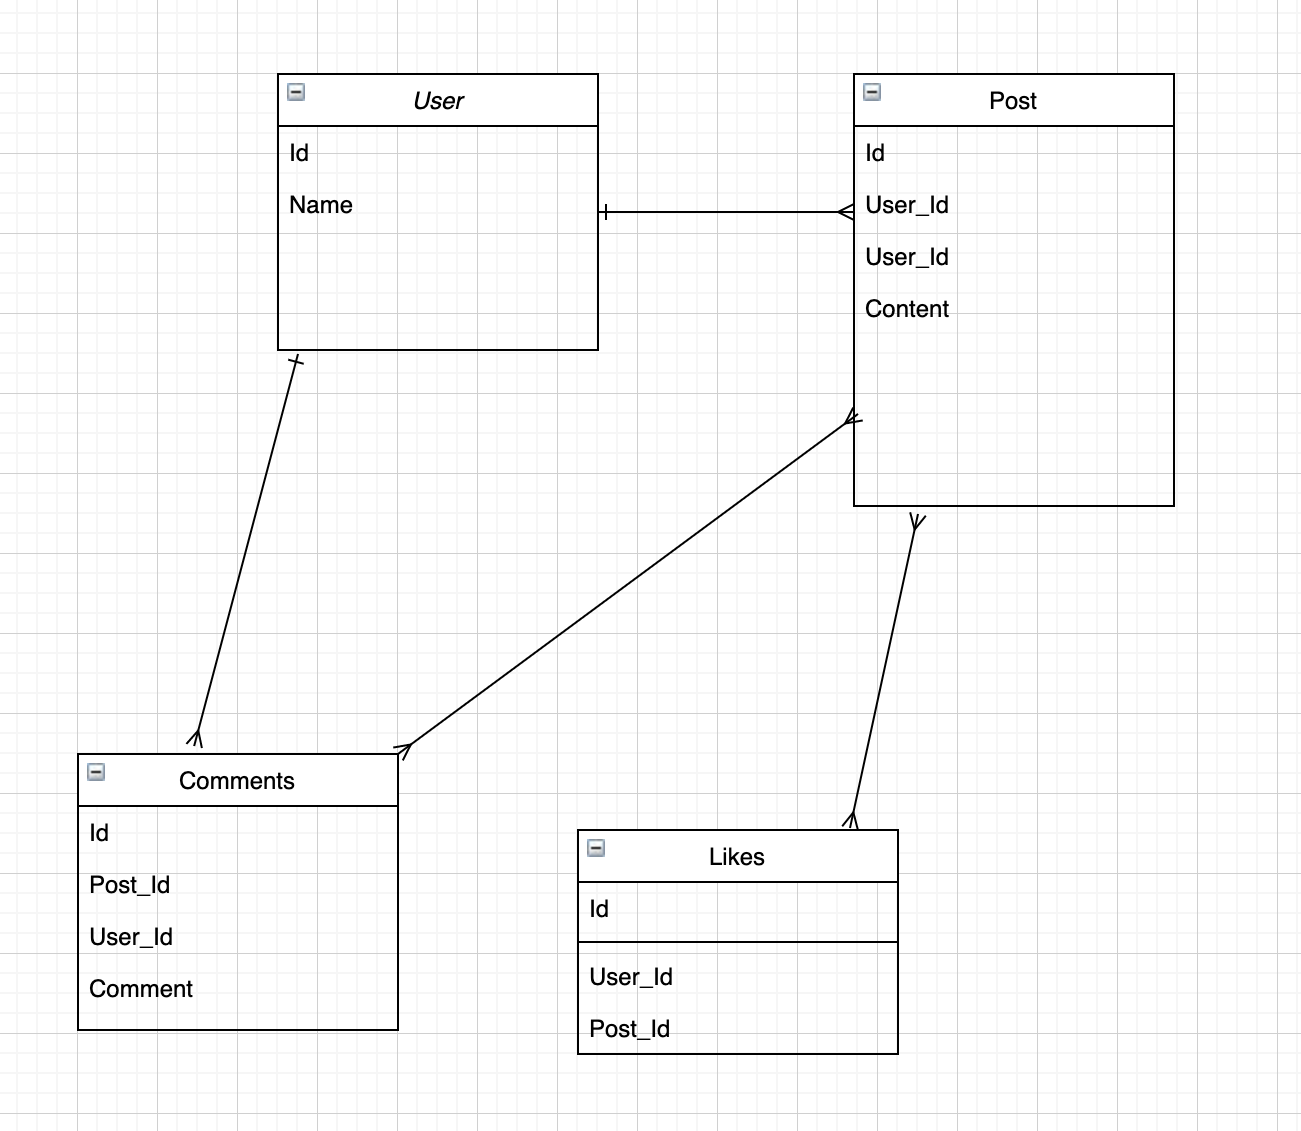 User
Id
Name
Post
Id
User_Id
User_Id
Content
Comments
Id
Post_Id
User_Id
Comment
Likes
Id
User_Id
Post_Id